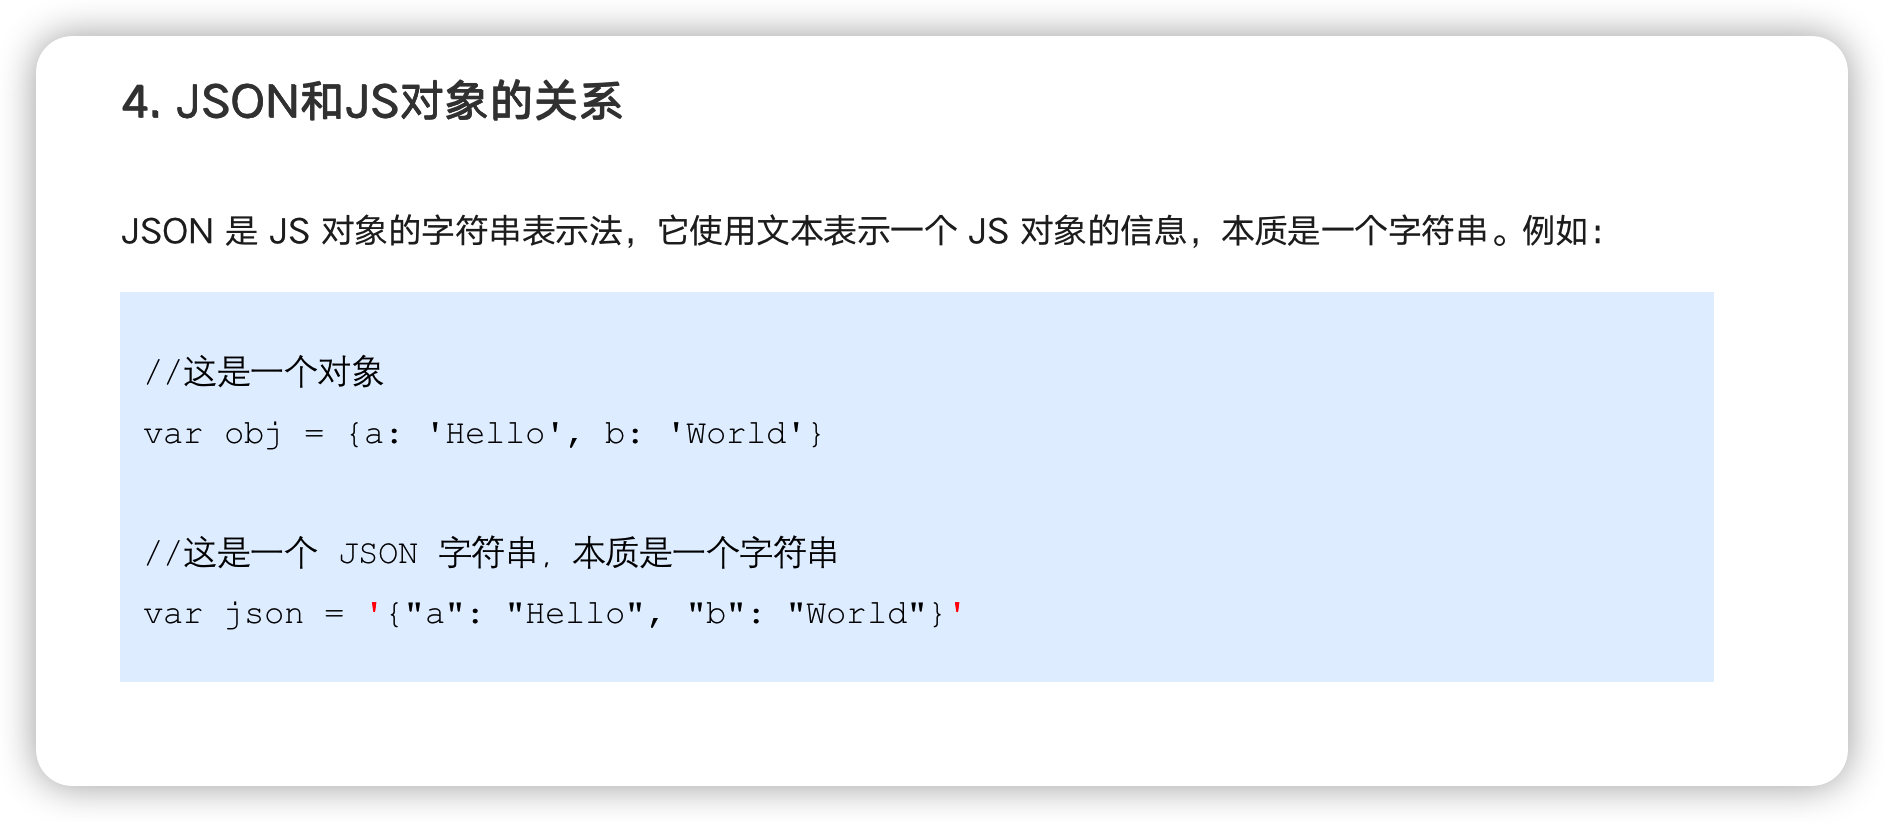 4. JSON和JS对象的关系
JSON 是 JS 对象的字符串表示法，它使用文本表示一个 JS 对象的信息，本质是一个字符串。例如：
//这是一个对象
var obj = {a: 'Hello', b: 'World'}
//这是一个 JSON 字符串，本质是一个字符串
var json = '{"a": "Hello", "b": "World"}'